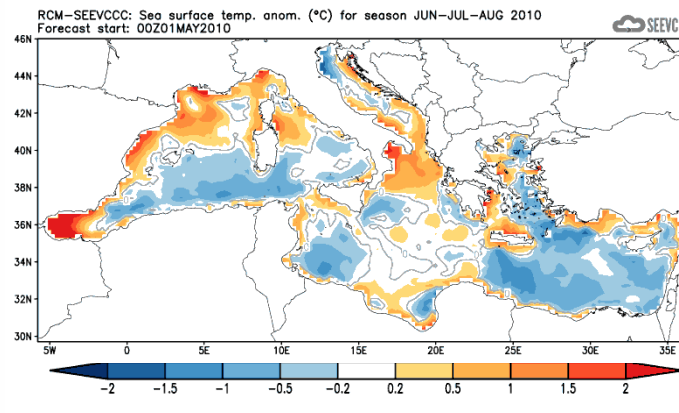 RCM-SEEVCCC: Sea surface temp. anom. (°C) for season JUN-JUL-AUG 2010
Forecast start: 00Z01MAY2010
SEEVC
46N
44N
42N
40N
38N
36N
34N
32N
30N
5W 0 5E 10E 15E 20E 25E 30E 35E
-2 -1.5 -1 -0.5 -0.2 0.2 0.5 1 1.5 2